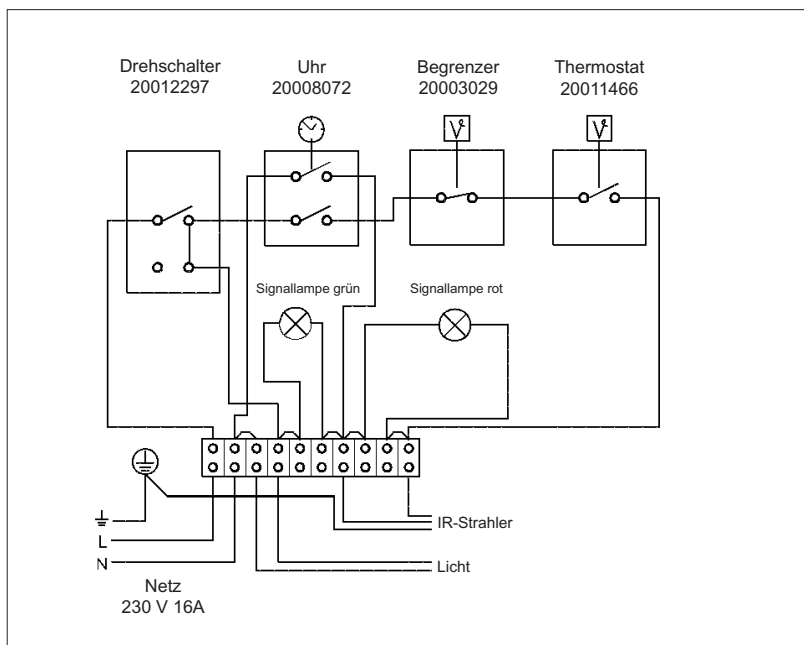 Drehschalter
20012297
Uhr
20008072
Begrenzer
20003029
Thermostat
20011466
Signallampe grün
Signallampe rot
IR-Strahler
L
N
Licht
Netz
230 V 16A